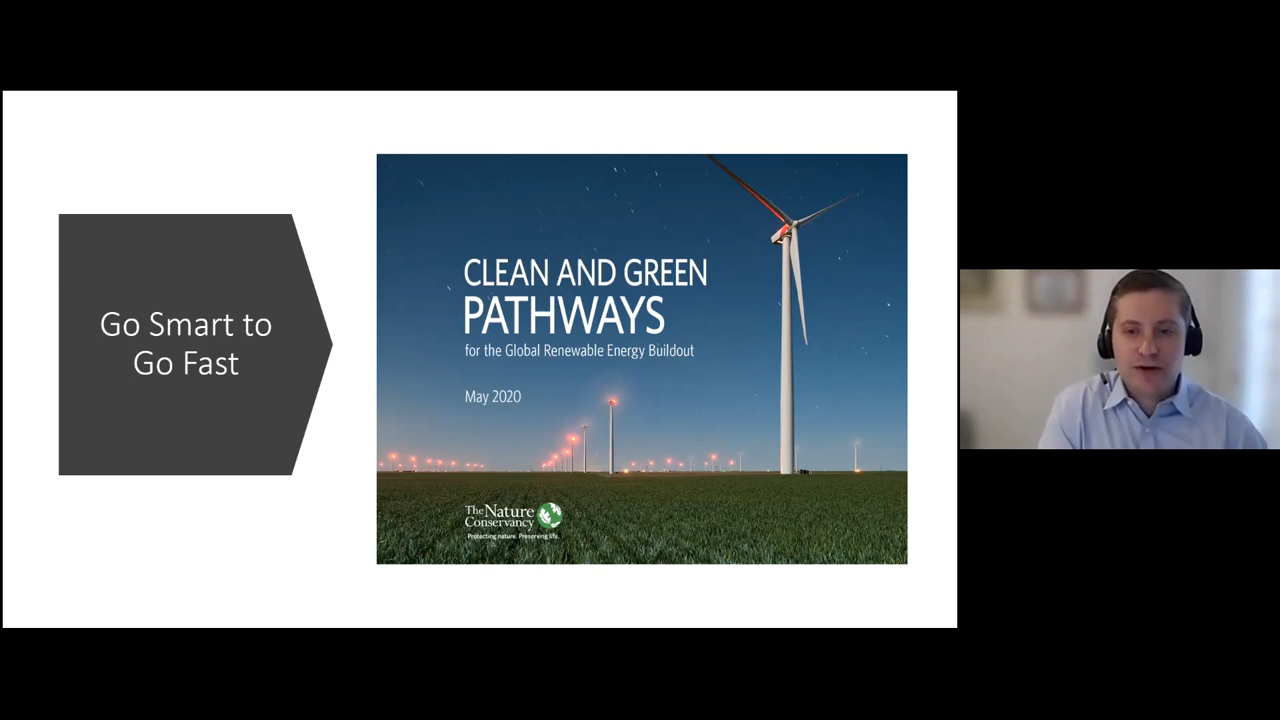 Go Smart to
Go Fast
CLEAN AND GREEN
PATHWAYS
for the Global Renewable Energy Buildout
May 2020
The Nature
Conservancy
Protecting nature. Preserving life.